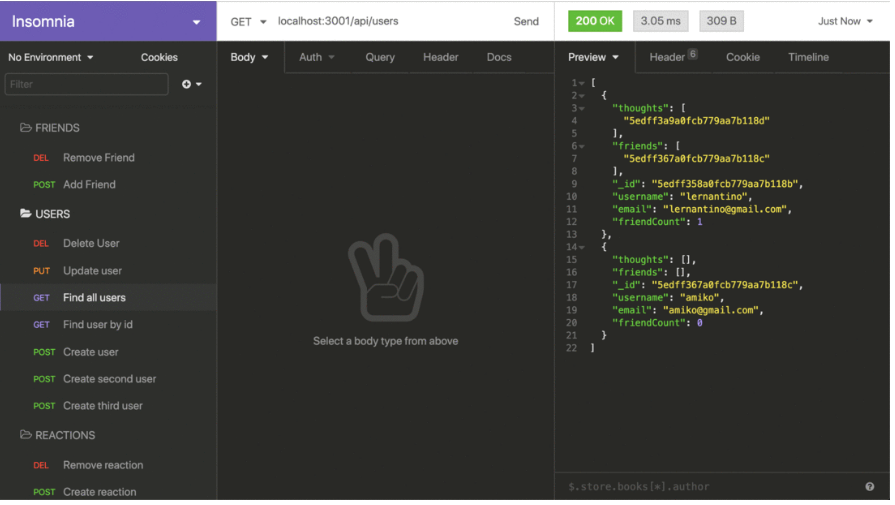 Insomnia
GET localhost:3001/api/users Send
200 OK 3.05 ms 309 B Just Now
No Environment Cookies
Filter
FRIENDS
DEL Remove Friend
POST Add Friend
USERS
DEL Delete User
PUT Update user
GET Find all users
GET Find user by id
POST Create user
POST Create second user
POST Create third user
REACTIONS
DEL Remove reaction
POST Create reaction
Body Auth Query Header Docs
Select a body type from above
Preview Header 6 Cookie Timeline
1 [
2 {
3 "thoughts": [
4 "5edff3a9a0fcb779aa7b118d"
5 ],
6 "friends": [
7 "5edff367a0fcb779aa7b118c"
8 ],
9 "_id": "5edff358a0fcb779aa7b118b",
10 "username": "lernantino",
11 "email": "lernantino@gmail.com",
12 "friendCount": 1
13 },
14 {
15 "thoughts": [],
16 "friends": [],
17 "_id": "5edff367a0fcb779aa7b118c",
18 "username": "amiko",
19 "email": "amiko@gmail.com",
20 "friendCount": 0
21 }
22 ]
$.store.books[*].author